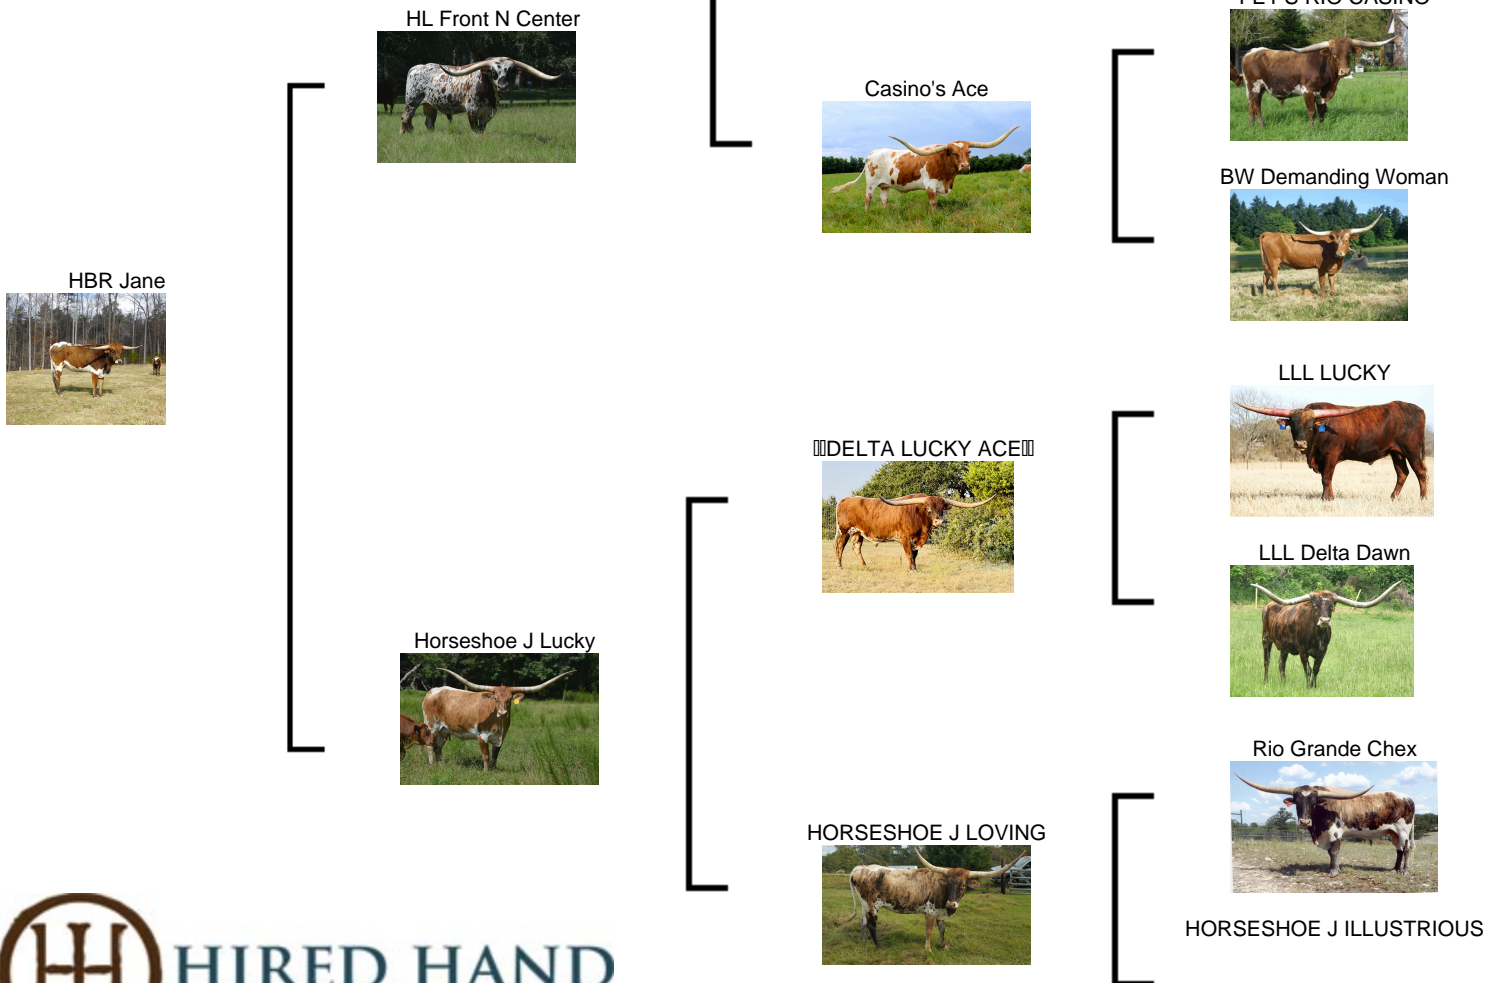 HL Front N Center
Casino's Ace
BW Demanding Woman
HBR Jane
LLL LUCKY
DELTA LUCKY ACE
LLL Delta Dawn
Horseshoe J Lucky
Rio Grande Chex
HORSESHOE J LOVING
HORSESHOE J ILLUSTRIOUS
HIRED HAND